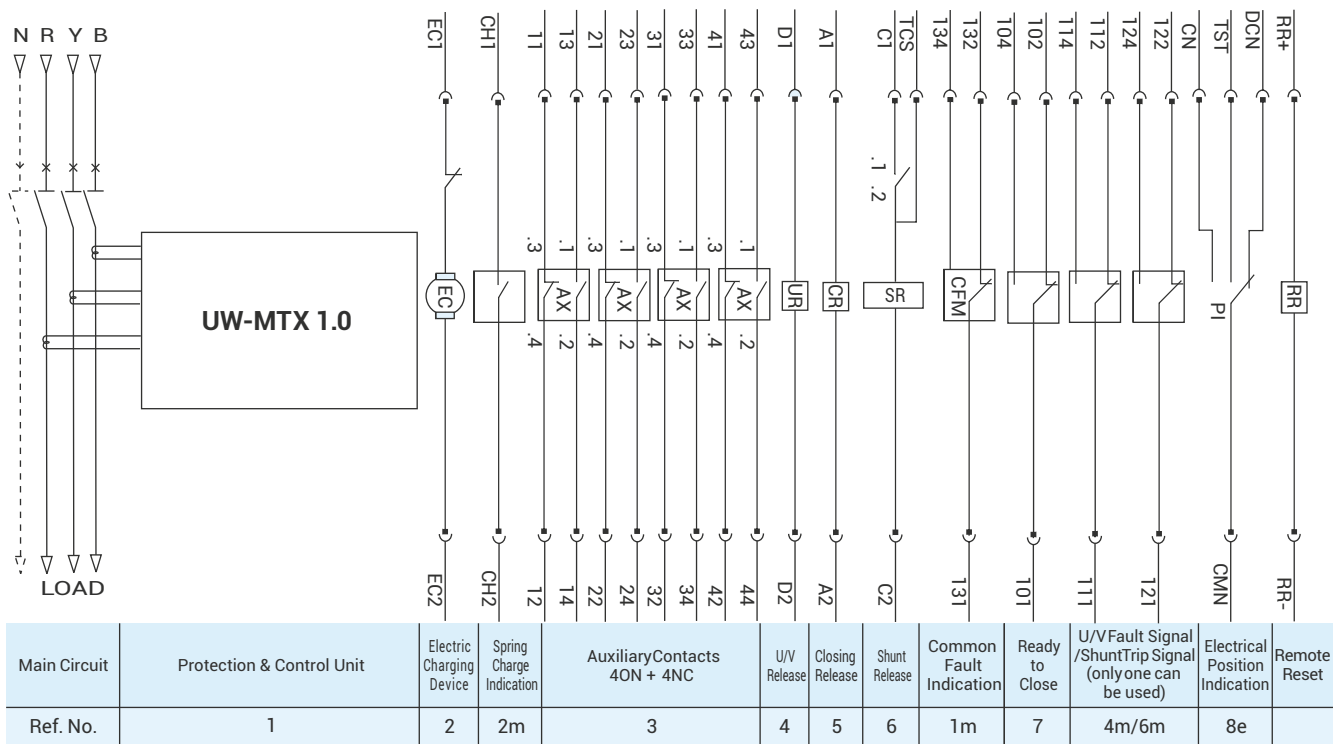 N R Y B
EC1
CH1
11
13
21
23
31
33
41
43
D1
A1
C1
TCS
134
132
104
102
114
112
124
122
CN
TST
DCN
RR+
.1 .2
.3 .1 .3 .1 .3 .1 .3 .1
UW-MTX 1.0
EC
AX
AX
AX
AX
UR
CR
SR
CFM
PI
RR
.4 .2 .4 .2 .4 .2 .4 .2
LOAD
EC2
CH2
12
14
22
24
32
34
42
44
D2
A2
C2
131
101
111
121
CMN
RR-
Main Circuit
Protection & Control Unit
Electric
Charging
Device
Spring
Charge
Indication
AuxiliaryContacts
4ON + 4NC
U/V
Release
Closing
Release
Shunt
Release
Common
Fault
Indication
Ready
to
Close
U/VFault Signal
/ShuntTrip Signal
(onlyone can
be used)
Electrical
Position
Indication
Remote
Reset
Ref. No.
1
2
2m
3
4
5
6
1m
7
4m/6m
8e